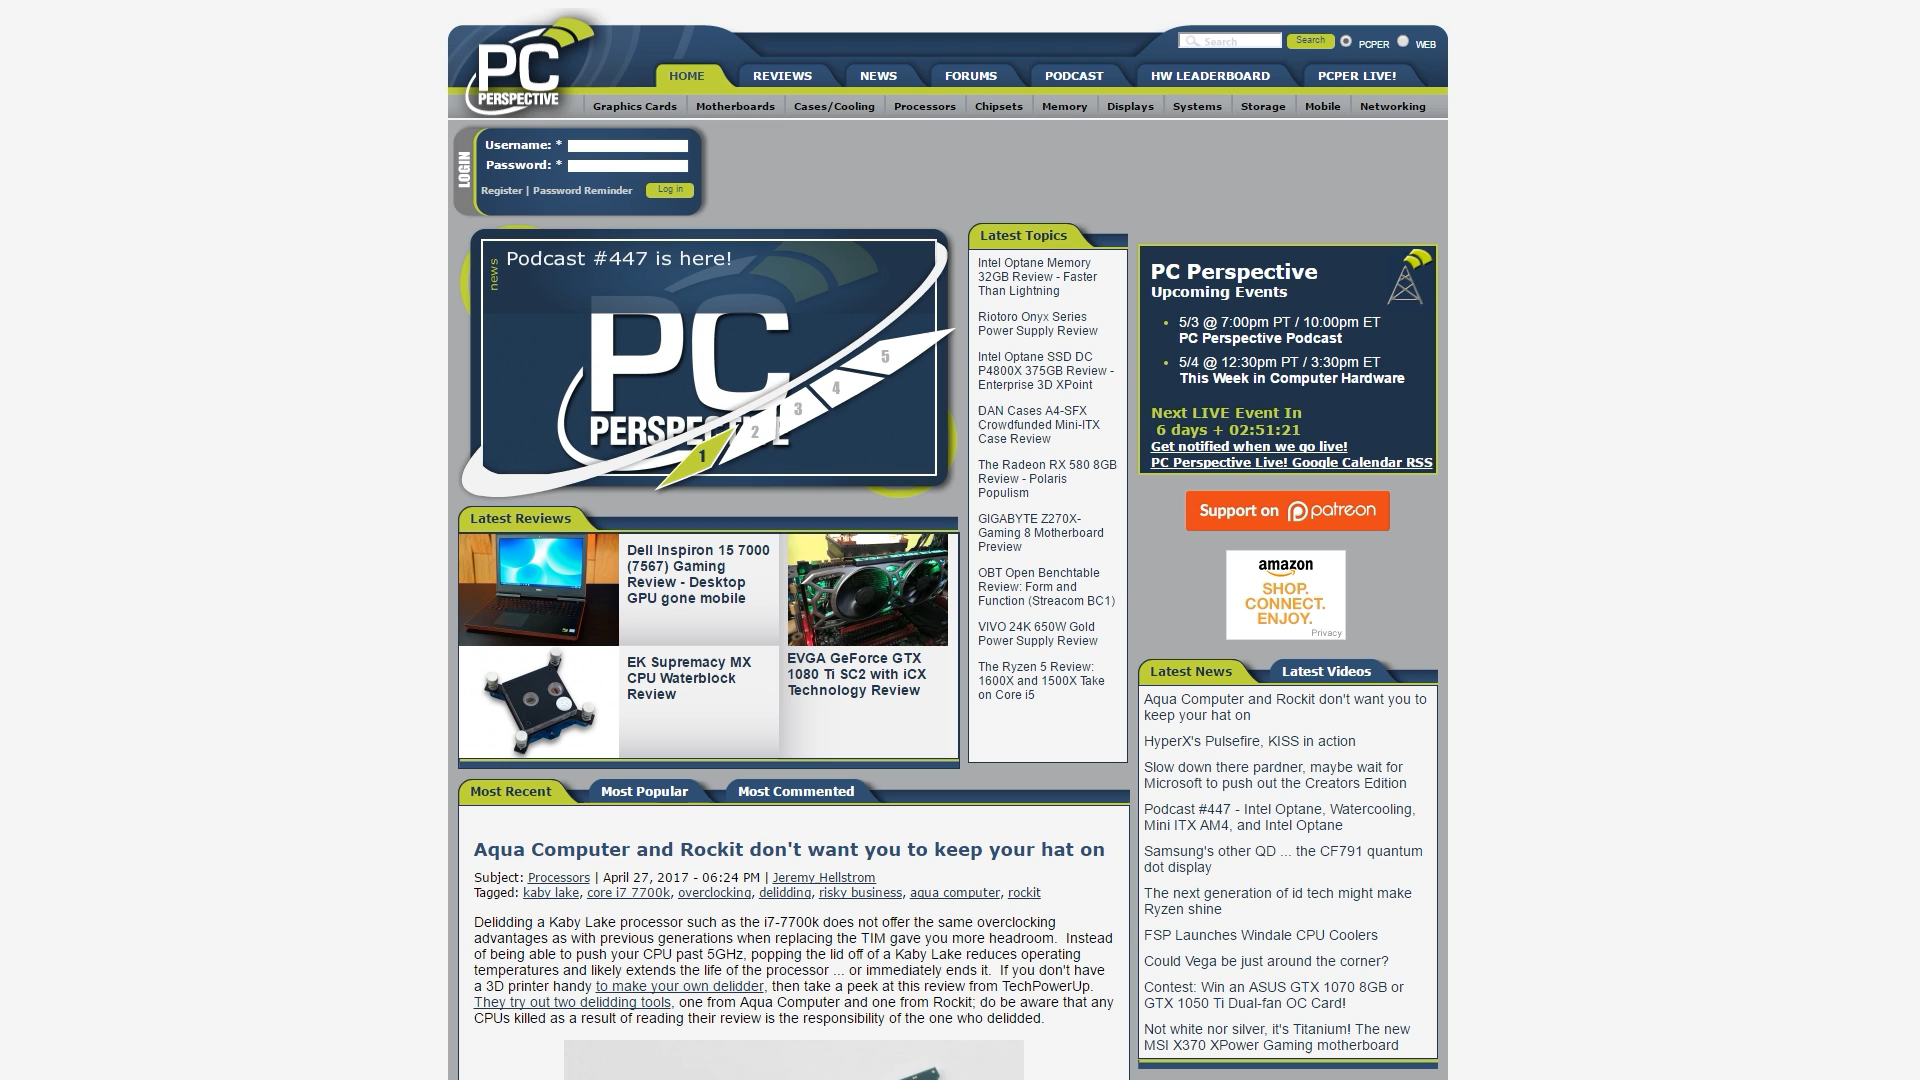 PC
PERSPECTIVE
Search
Search
PCPER
WEB
HOME
REVIEWS
NEWS
FORUMS
PODCAST
HW LEADERBOARD
PCPER LIVE!
Graphics Cards
Motherboards
Cases/Cooling
Processors
Chipsets
Memory
Displays
Systems
Storage
Mobile
Networking
LOGIN
Username: *
Password: *
Register | Password Reminder
Log in
news
Podcast #447 is here!
PC
PERSPECTIVE
1
2
3
4
5
Latest Reviews
Dell Inspiron 15 7000
(7567) Gaming
Review - Desktop
GPU gone mobile
EVGA GeForce GTX
1080 Ti SC2 with iCX
Technology Review
EK Supremacy MX
CPU Waterblock
Review
Latest Topics
Intel Optane Memory
32GB Review - Faster
Than Lightning
Riotoro Onyx Series
Power Supply Review
Intel Optane SSD DC
P4800X 375GB Review -
Enterprise 3D XPoint
DAN Cases A4-SFX
Crowdfunded Mini-ITX
Case Review
The Radeon RX 580 8GB
Review - Polaris
Populism
GIGABYTE Z270X-
Gaming 8 Motherboard
Preview
OBT Open Benchtable
Review: Form and
Function (Streacom BC1)
VIVO 24K 650W Gold
Power Supply Review
The Ryzen 5 Review:
1600X and 1500X Take
on Core i5
PC Perspective
Upcoming Events
5/3 @ 7:00pm PT / 10:00pm ET
PC Perspective Podcast
5/4 @ 12:30pm PT / 3:30pm ET
This Week in Computer Hardware
Next LIVE Event In
6 days + 02:51:21
Get notified when we go live!
PC Perspective Live! Google Calendar RSS
Support on patreon
amazon
SHOP.
CONNECT.
ENJOY.
Privacy
Latest News
Latest Videos
Aqua Computer and Rockit don't want you to
keep your hat on
HyperX's Pulsefire, KISS in action
Slow down there pardner, maybe wait for
Microsoft to push out the Creators Edition
Podcast #447 - Intel Optane, Watercooling,
Mini ITX AM4, and Intel Optane
Samsung's other QD ... the CF791 quantum
dot display
The next generation of id tech might make
Ryzen shine
FSP Launches Windale CPU Coolers
Could Vega be just around the corner?
Contest: Win an ASUS GTX 1070 8GB or
GTX 1050 Ti Dual-fan OC Card!
Not white nor silver, it's Titanium! The new
MSI X370 XPower Gaming motherboard
Most Recent
Most Popular
Most Commented
Aqua Computer and Rockit don't want you to keep your hat on
Subject: Processors | April 27, 2017 - 06:24 PM | Jeremy Hellstrom
Tagged: kaby lake, core i7 7700k, overclocking, delidding, risky business, aqua computer, rockit
Delidding a Kaby Lake processor such as the i7-7700k does not offer the same overclocking
advantages as with previous generations when replacing the TIM gave you more headroom. Instead
of being able to push your CPU past 5GHz, popping the lid off of a Kaby Lake reduces operating
temperatures and likely extends the life of the processor ... or immediately ends it. If you don't have
a 3D printer handy to make your own delidder, then take a peek at this review from TechPowerUp.
They try out two delidding tools, one from Aqua Computer and one from Rockit; do be aware that any
CPUs killed as a result of reading their review is the responsibility of the one who delidded.